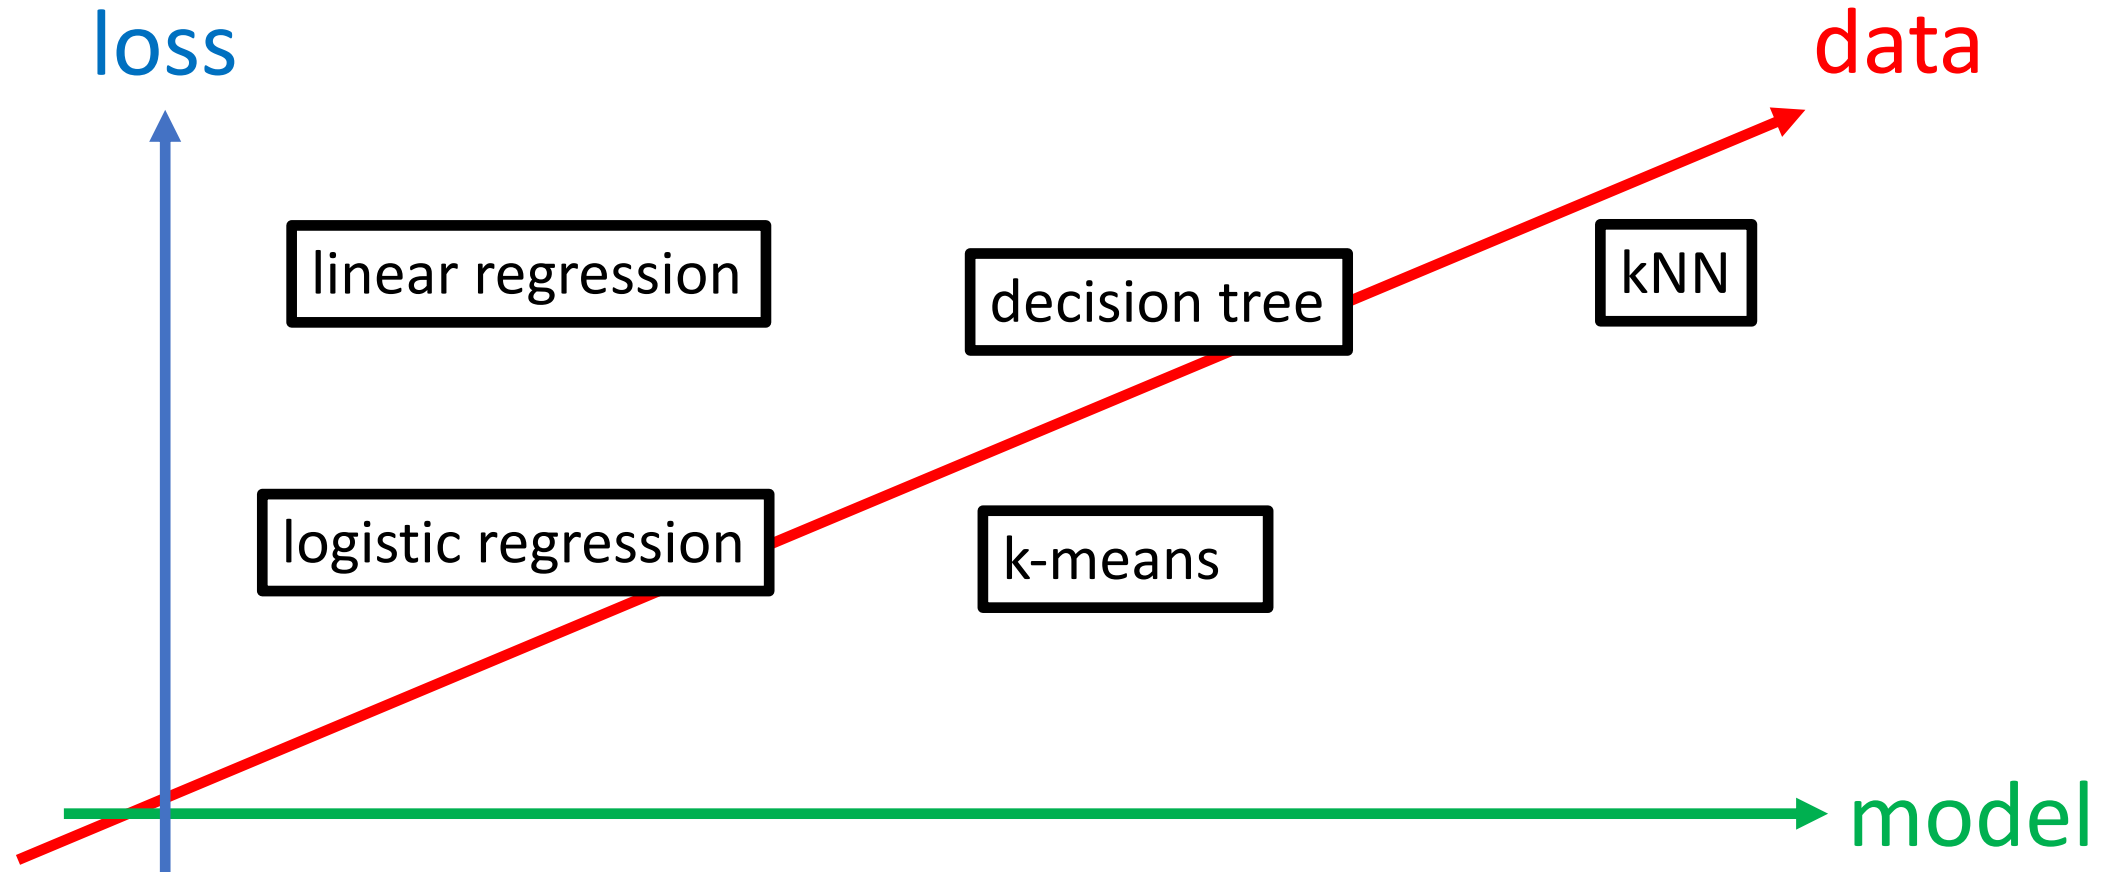 loss
data
linear regression
decision tree
kNN
logistic regression
k-means
model